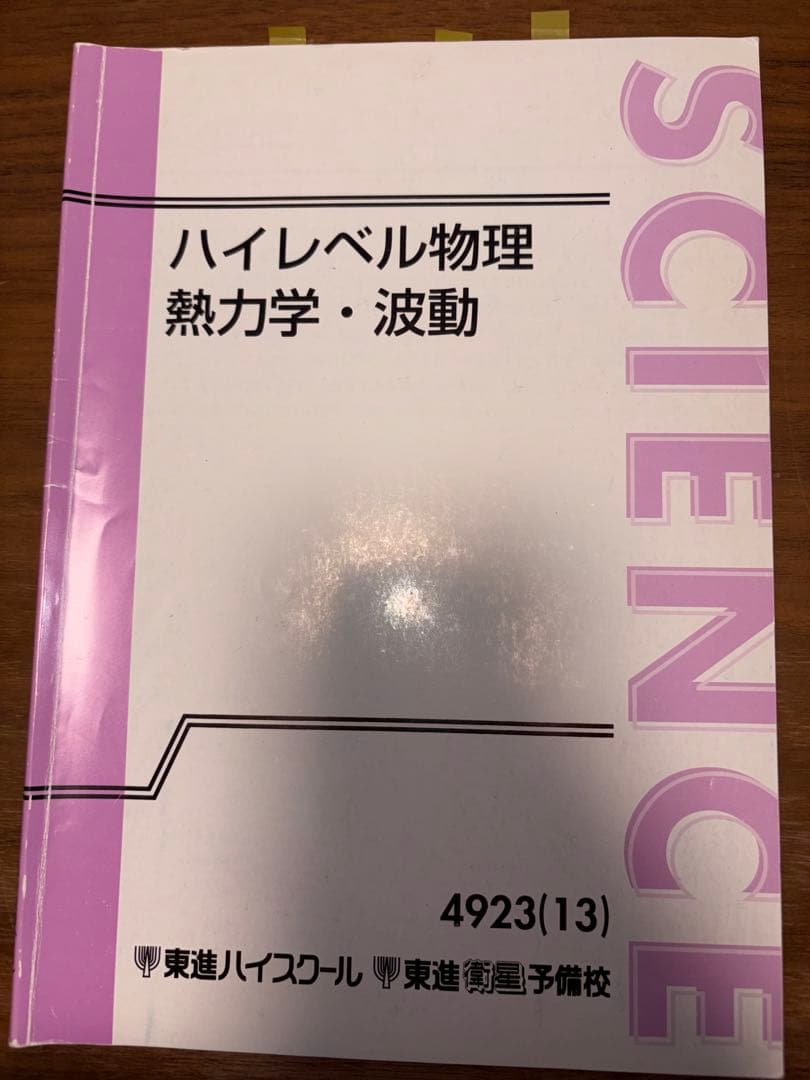 ハイレベル物理
熱力学・波動
SCIENCE
4923(13)
東進ハイスクール 東進衛星予備校